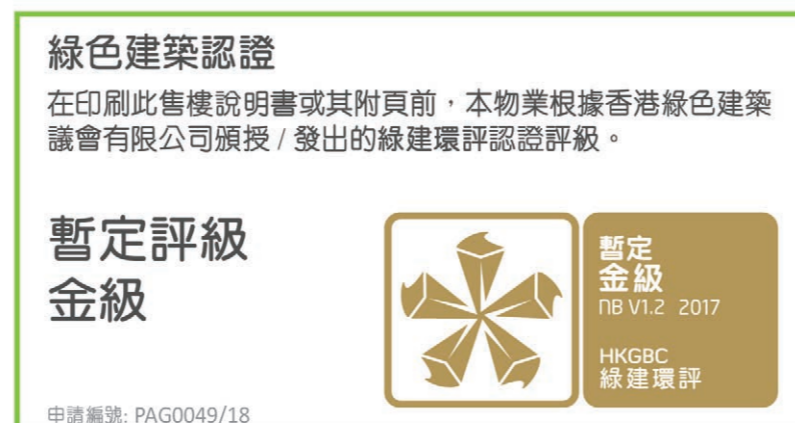 綠色建築認證
在印刷此售樓說明書或其附頁前，本物業根據香港綠色建築
議會有限公司頒授 / 發出的綠建環評認證評級。
暫定評級
金級
暫定
金級
NB V1.2 2017
HKGBC
綠建環評
申請編號: PAG0049/18